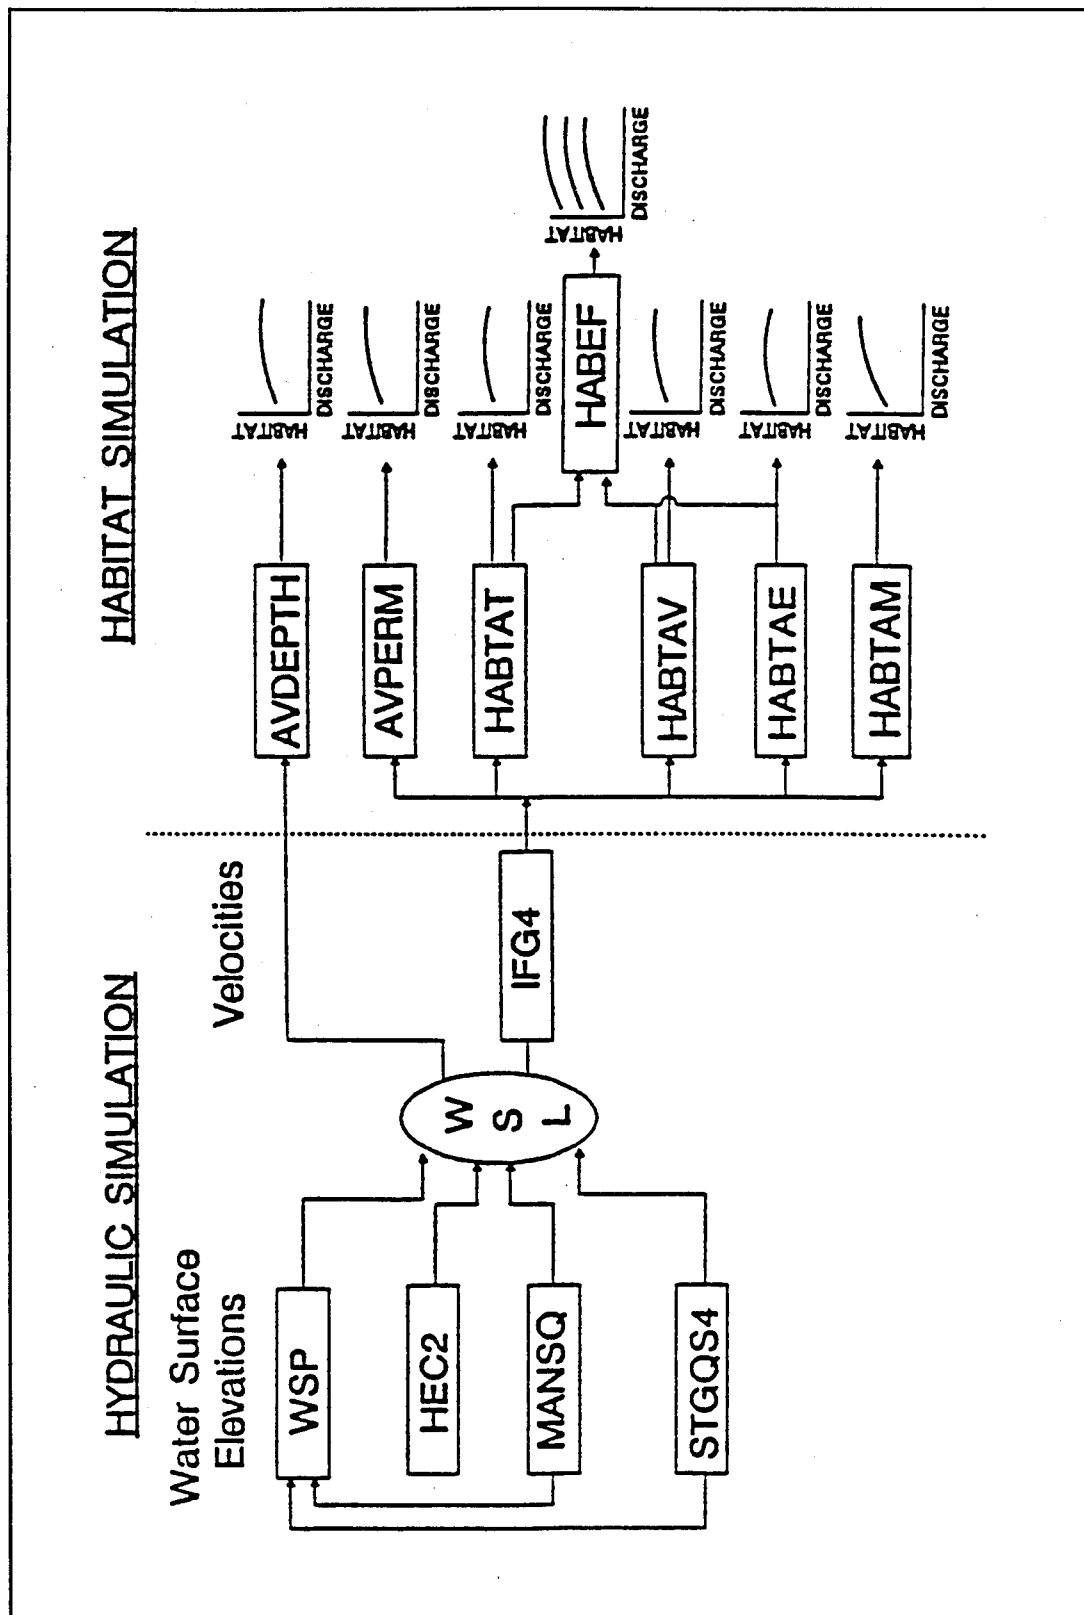 HYDRAULIC SIMULATION
HABITAT SIMULATION
Water Surface
Elevations
Velocities
WSP
HEC2
MANSQ
STGQS4
W
S
L
IFG4
AVDEPTH
HABITAT
DISCHARGE
AVPERM
HABITAT
DISCHARGE
HABTAT
HABITAT
DISCHARGE
HABEF
HABITAT
DISCHARGE
HABTAV
HABITAT
DISCHARGE
HABTAE
HABITAT
DISCHARGE
HABTAM
HABITAT
DISCHARGE